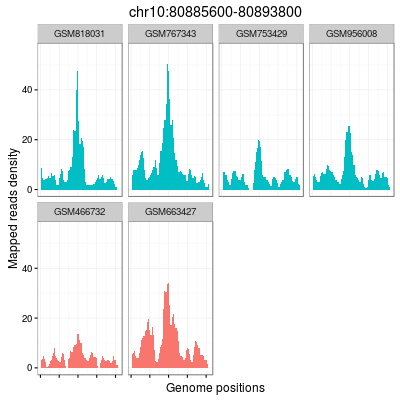 chr10:80885600-80893800
GSM818031 GSM767343 GSM753429 GSM956008
40
20
0
GSM466732 GSM663427
40
20
0
Mapped reads density
Genome positions